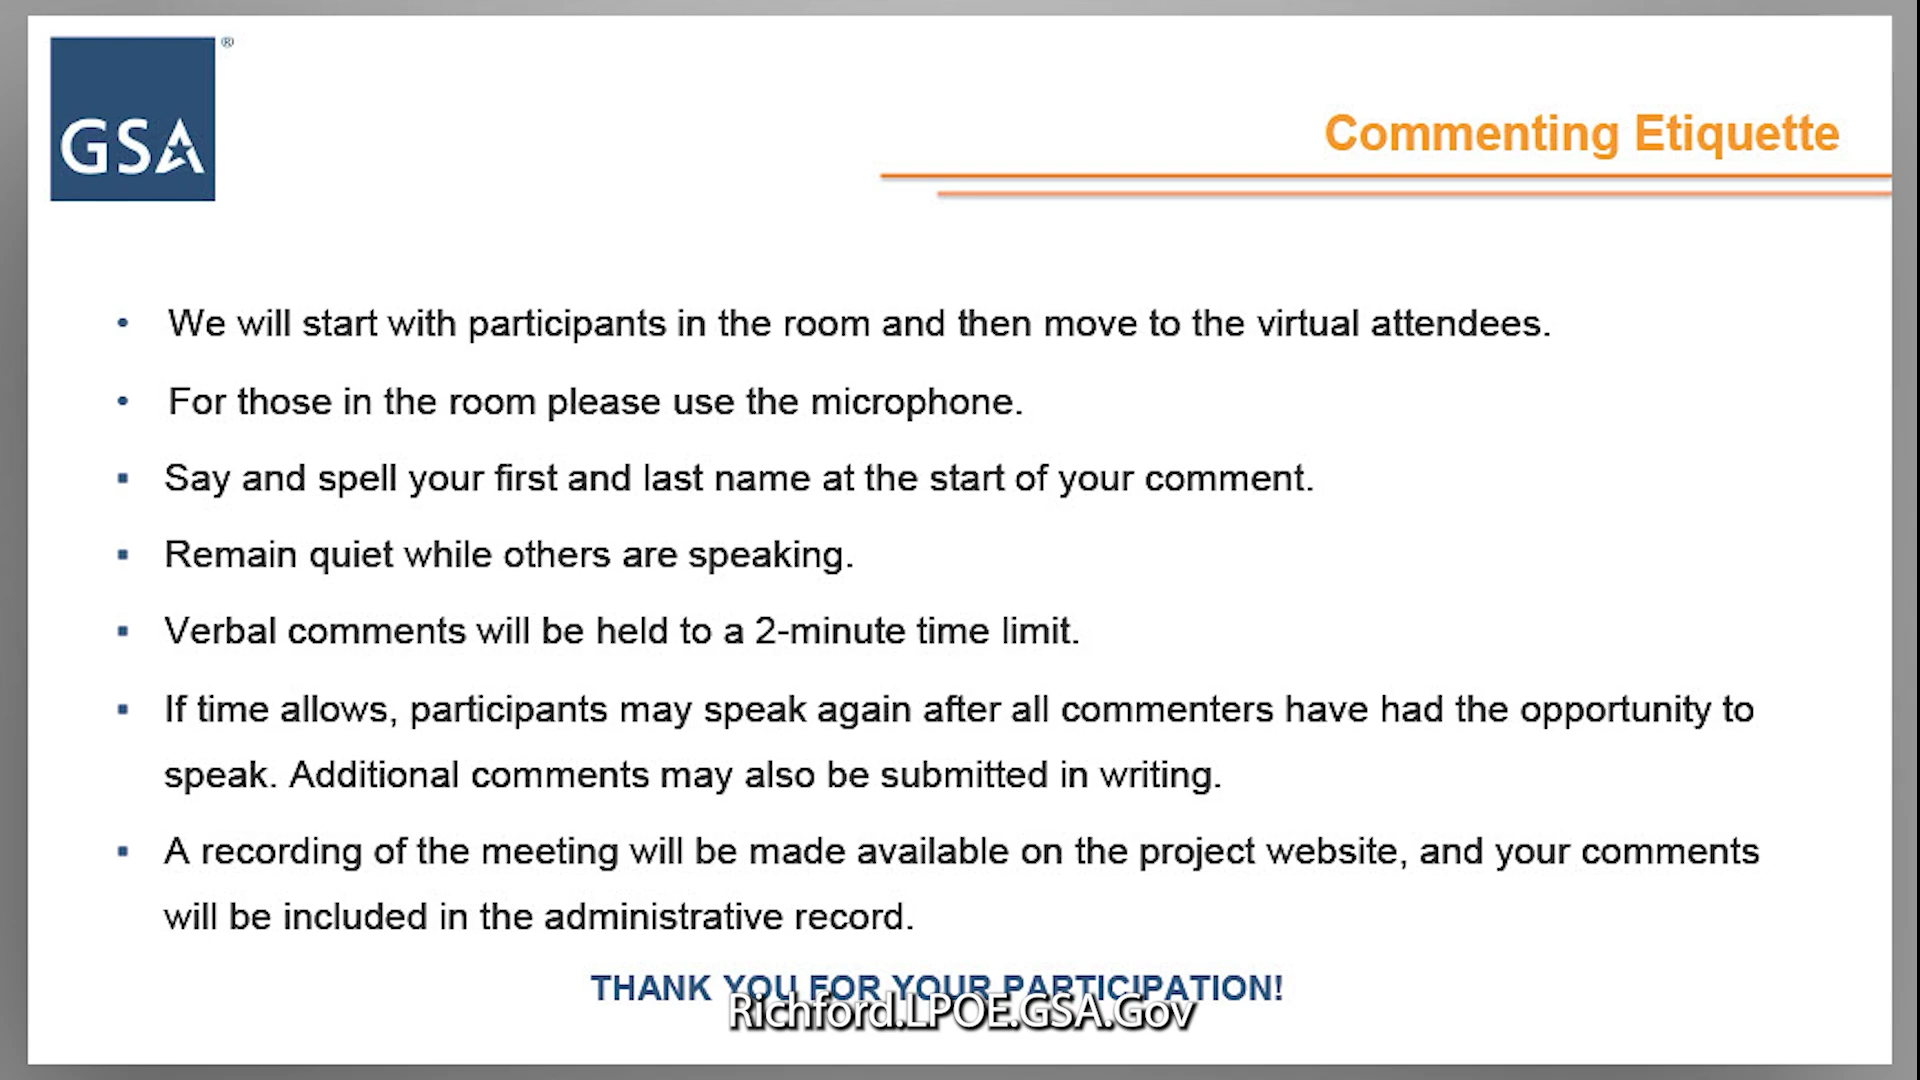 GSA®
Commenting Etiquette
• We will start with participants in the room and then move to the virtual attendees.
• For those in the room please use the microphone.
▪ Say and spell your first and last name at the start of your comment.
▪ Remain quiet while others are speaking.
▪ Verbal comments will be held to a 2-minute time limit.
▪ If time allows, participants may speak again after all commenters have had the opportunity to
speak. Additional comments may also be submitted in writing.
▪ A recording of the meeting will be made available on the project website, and your comments
will be included in the administrative record.
THANK YOU FOR YOUR PARTICIPATION!
Richford.LPOE.GSA.Gov